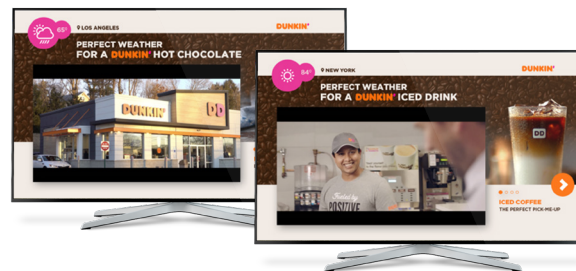 65°
LOS ANGELES
DUNKIN'
PERFECT WEATHER
FOR A DUNKIN' HOT CHOCOLATE
DUNKIN'
DD
84°
NEW YORK
DUNKIN'
PERFECT WEATHER
FOR A DUNKIN' ICED DRINK
POSITIVE
DD
ICED COFFEE
THE PERFECT PICK-ME-UP